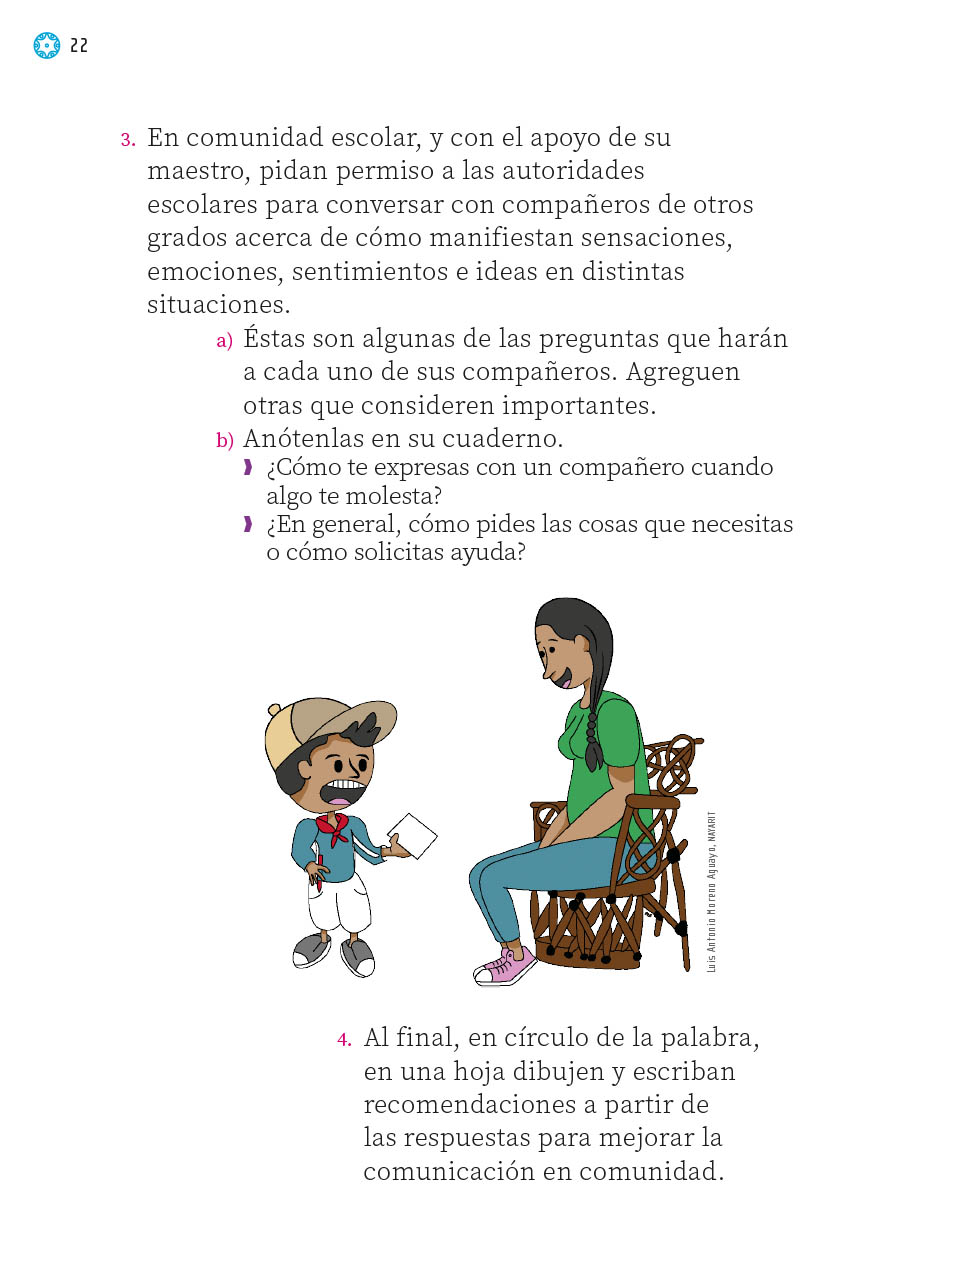 22
3. En comunidad escolar, y con el apoyo de su
maestro, pidan permiso a las autoridades
escolares para conversar con compañeros de otros
grados acerca de cómo manifiestan sensaciones,
emociones, sentimientos e ideas en distintas
situaciones.
a) Éstas son algunas de las preguntas que harán
a cada uno de sus compañeros. Agreguen
otras que consideren importantes.
b) Anótenlas en su cuaderno.
¿Cómo te expresas con un compañero cuando
algo te molesta?
¿En general, cómo pides las cosas que necesitas
o cómo solicitas ayuda?
Luis Antonio Moreno Aguayo, NAYARIT
4. Al final, en círculo de la palabra,
en una hoja dibujen y escriban
recomendaciones a partir de
las respuestas para mejorar la
comunicación en comunidad.